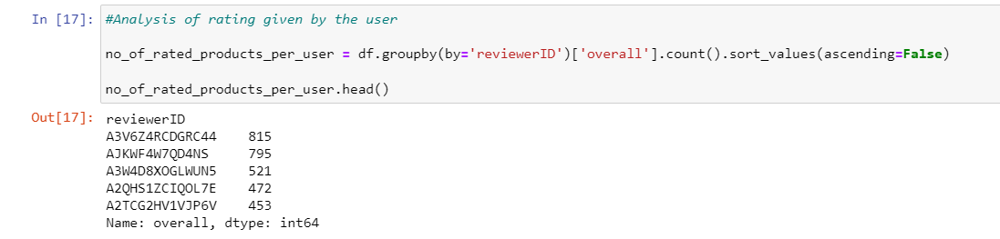 In [17]: #Analysis of rating given by the user
no_of_rated_products_per_user = df.groupby(by='reviewerID')['overall'].count().sort_values(ascending=False)
no_of_rated_products_per_user.head()
Out[17]: reviewerID
A3V6Z4RCDGRC44    815
AJKWF4W7QD4NS     795
A3W4D8XOGLWUN5    521
A2QHS1ZCIQOL7E    472
A2TCG2HV1VJP6V    453
Name: overall, dtype: int64